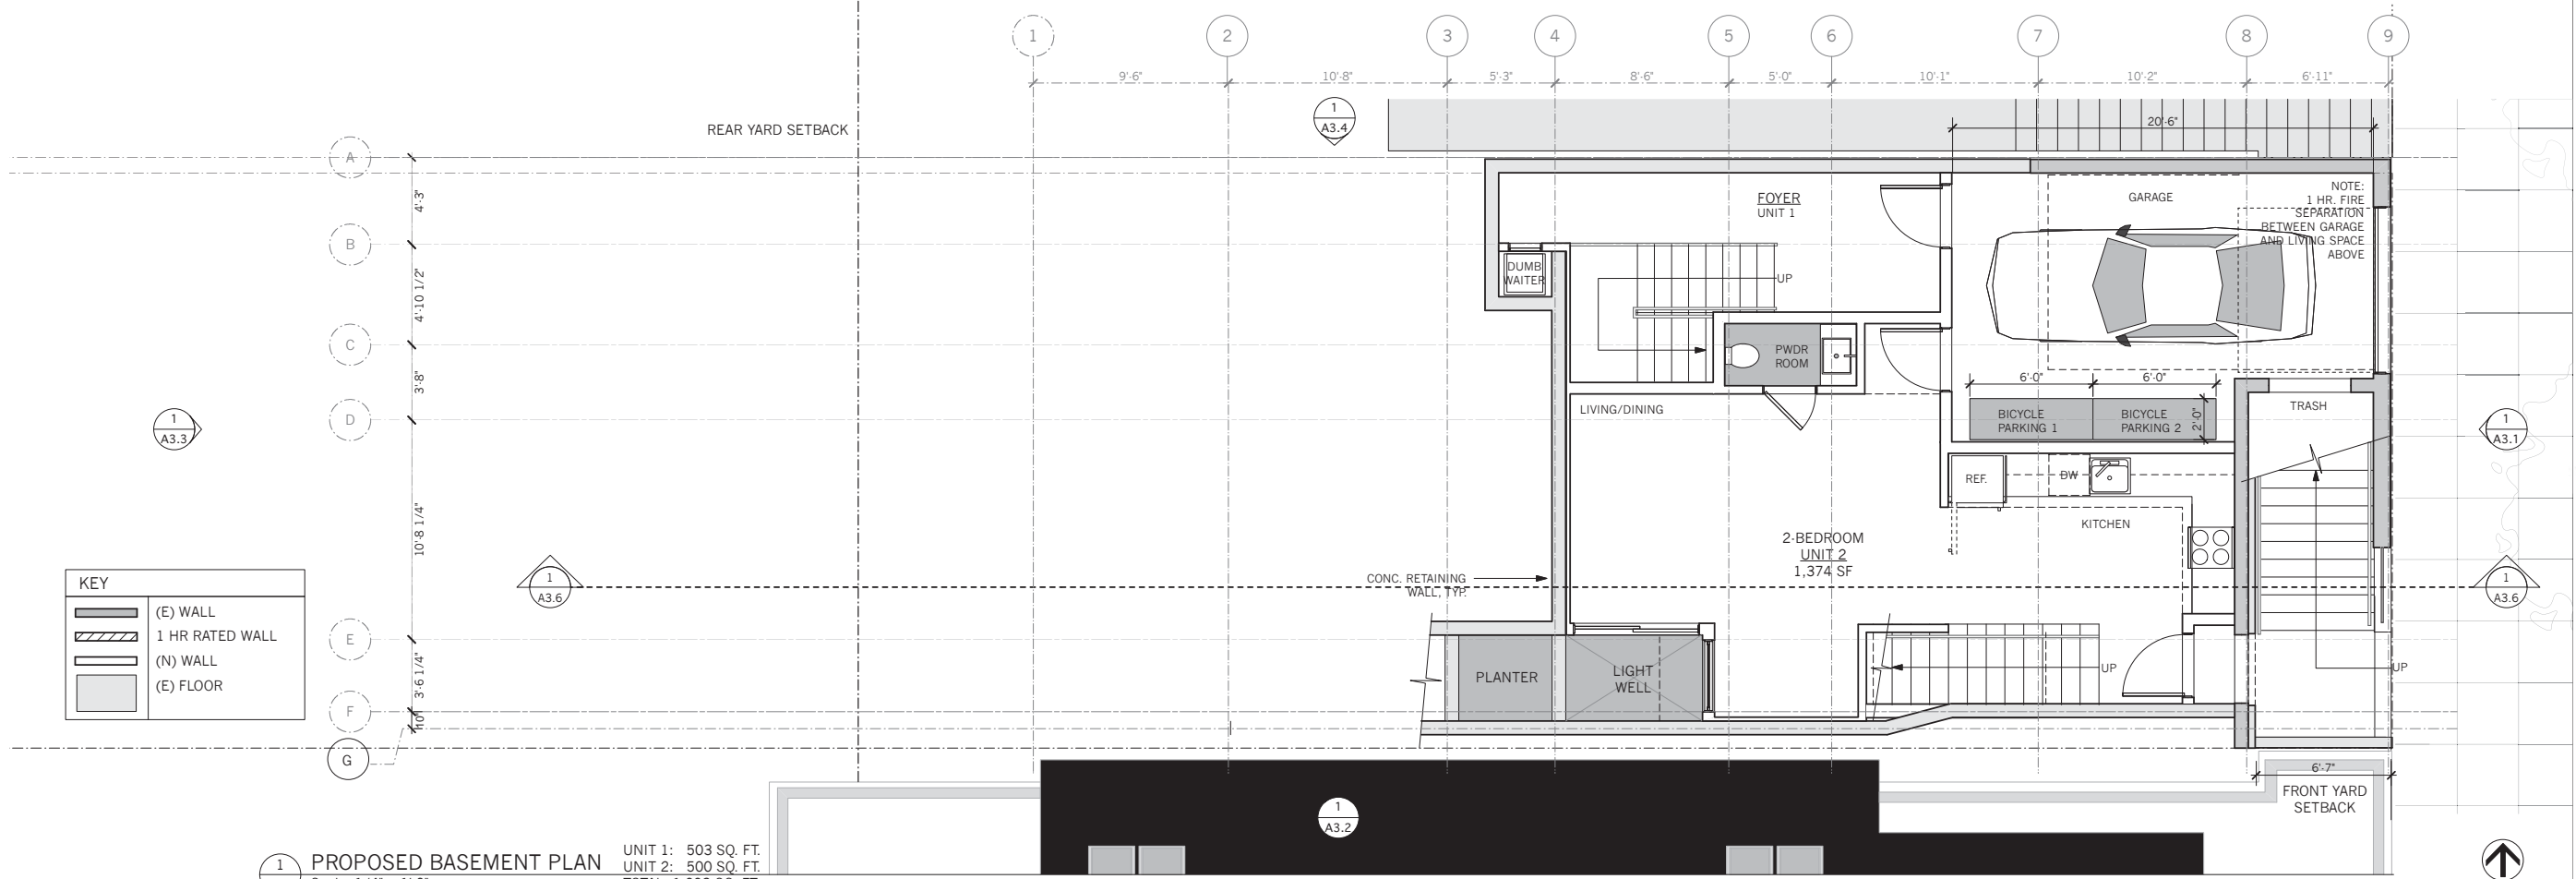 1
2
3
4
5
6
7
8
9
9'-6"
10'-8"
5'-3"
8'-6"
5'-0"
10'-1"
10'-2"
6'-11"
1
A3.4
REAR YARD SETBACK
20'-6"
A
B
C
D
E
F
G
4'-3"
4'-10 1/2"
3'-8"
10'-8 1/4"
3'-6 1/4"
10"
FOYER
UNIT 1
GARAGE
NOTE:
1 HR. FIRE
SEPARATION
BETWEEN GARAGE
AND LIVING SPACE
ABOVE
DUMB
WAITER
UP
PWDR
ROOM
6'-0"
6'-0"
2'-0"
LIVING/DINING
BICYCLE
PARKING 1
BICYCLE
PARKING 2
TRASH
1
A3.3
1
A3.1
REF.
DW
KITCHEN
2-BEDROOM
UNIT 2
1,374 SF
CONC. RETAINING
WALL, TYP.
1
A3.6
1
A3.6
KEY
(E) WALL
1 HR RATED WALL
(N) WALL
(E) FLOOR
PLANTER
LIGHT
WELL
UP
UP
6'-7"
FRONT YARD
SETBACK
1
A3.2
1
PROPOSED BASEMENT PLAN
UNIT 1: 503 SQ. FT.
UNIT 2: 500 SQ. FT.